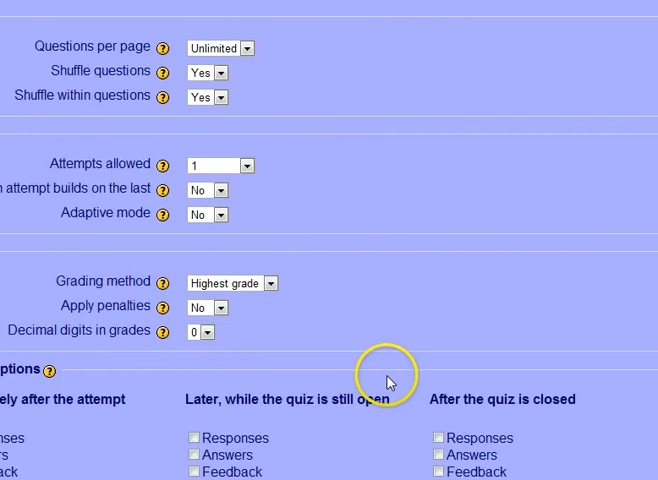 Questions per page ? Unlimited
Shuffle questions ? Yes
Shuffle within questions ? Yes
Attempts allowed ? 1
n attempt builds on the last ? No
Adaptive mode ? No
Grading method ? Highest grade
Apply penalties ? No
Decimal digits in grades ? 0
ptions ?
ely after the attempt Later, while the quiz is still open After the quiz is closed
nses Responses Responses
rs Answers Answers
ack Feedback Feedback